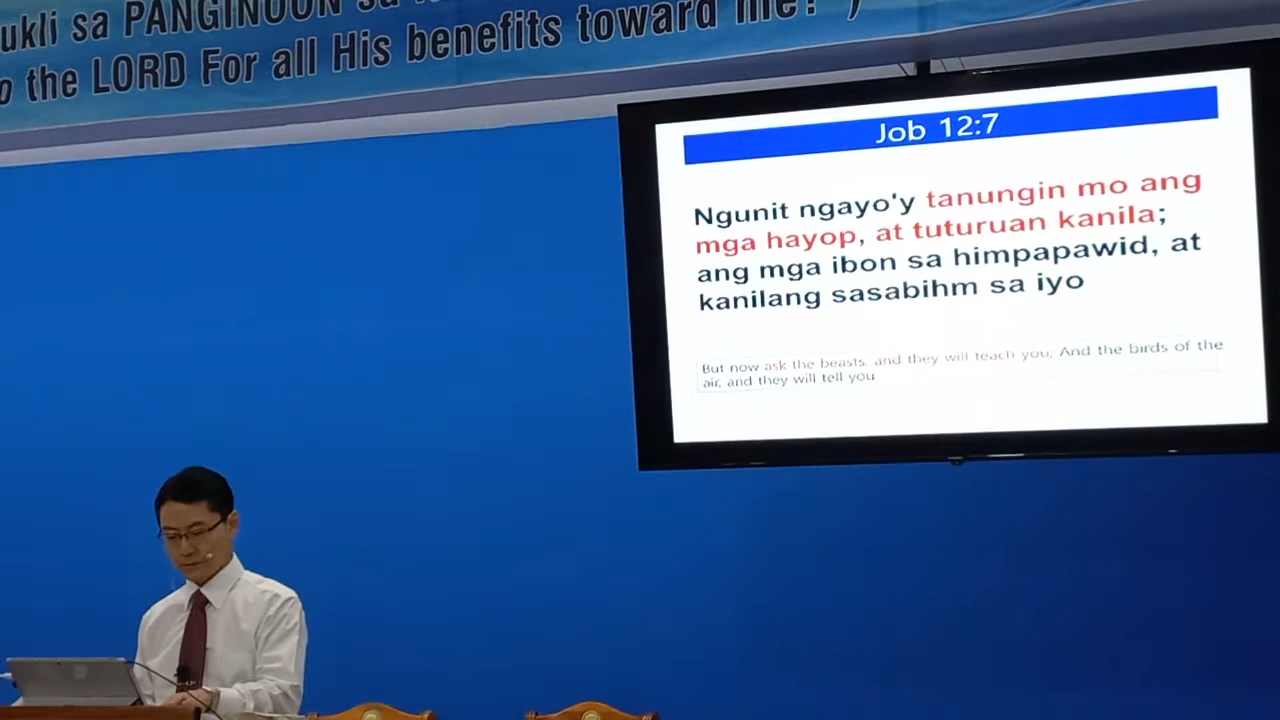 sa PANGINOON sa
the LORD For all His benefits toward me? )
Job 12:7
Ngunit ngayo'y tanungin mo ang
mga hayop, at tuturuan kanila;
ang mga ibon sa himpapawid, at
kanilang sasabihm sa iyo
But now ask the beasts, and they will teach you; And the birds of the
air, and they will tell you